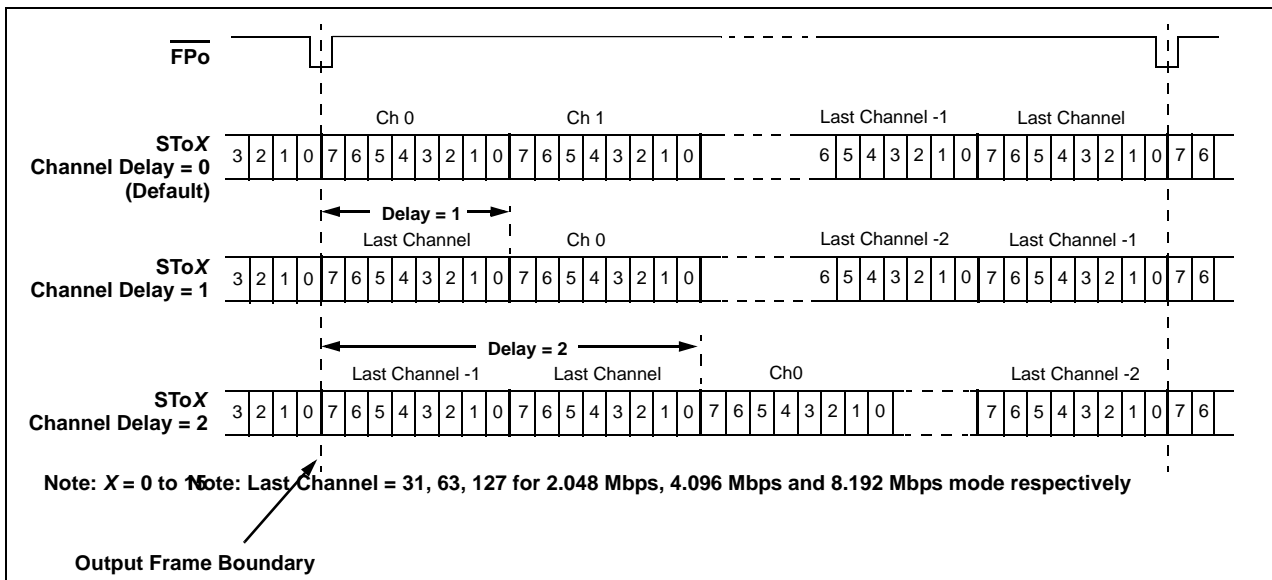 FPo
Ch 0 Ch 1 Last Channel -1 Last Channel
SToX
Channel Delay = 0
(Default)
3 2 1 0 7 6 5 4 3 2 1 0 7 6 5 4 3 2 1 0 6 5 4 3 2 1 0 7 6 5 4 3 2 1 0 7 6
Delay = 1
Last Channel Ch 0 Last Channel -2 Last Channel -1
SToX
Channel Delay = 1
3 2 1 0 7 6 5 4 3 2 1 0 7 6 5 4 3 2 1 0 6 5 4 3 2 1 0 7 6 5 4 3 2 1 0 7 6
Delay = 2
Last Channel -1 Last Channel Ch0 Last Channel -2
SToX
Channel Delay = 2
3 2 1 0 7 6 5 4 3 2 1 0 7 6 5 4 3 2 1 0 7 6 5 4 3 2 1 0 7 6 5 4 3 2 1 0 7 6
Note: X = 0 to 15 Note: Last Channel = 31, 63, 127 for 2.048 Mbps, 4.096 Mbps and 8.192 Mbps mode respectively
Output Frame Boundary